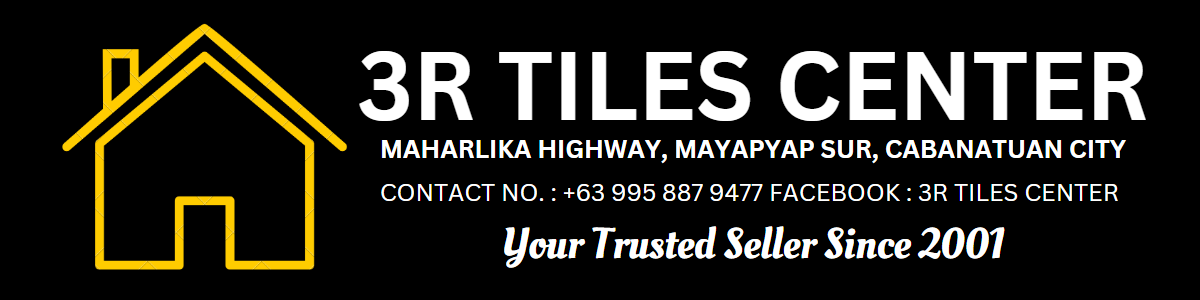 3R TILES CENTER
MAHARLIKA HIGHWAY, MAYAPYAP SUR, CABANATUAN CITY
CONTACT NO. : +63 995 887 9477 FACEBOOK : 3R TILES CENTER
Your Trusted Seller Since 2001